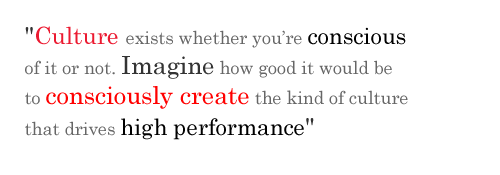 "Culture exists whether you’re conscious
of it or not. Imagine how good it would be
to consciously create the kind of culture
that drives high performance"